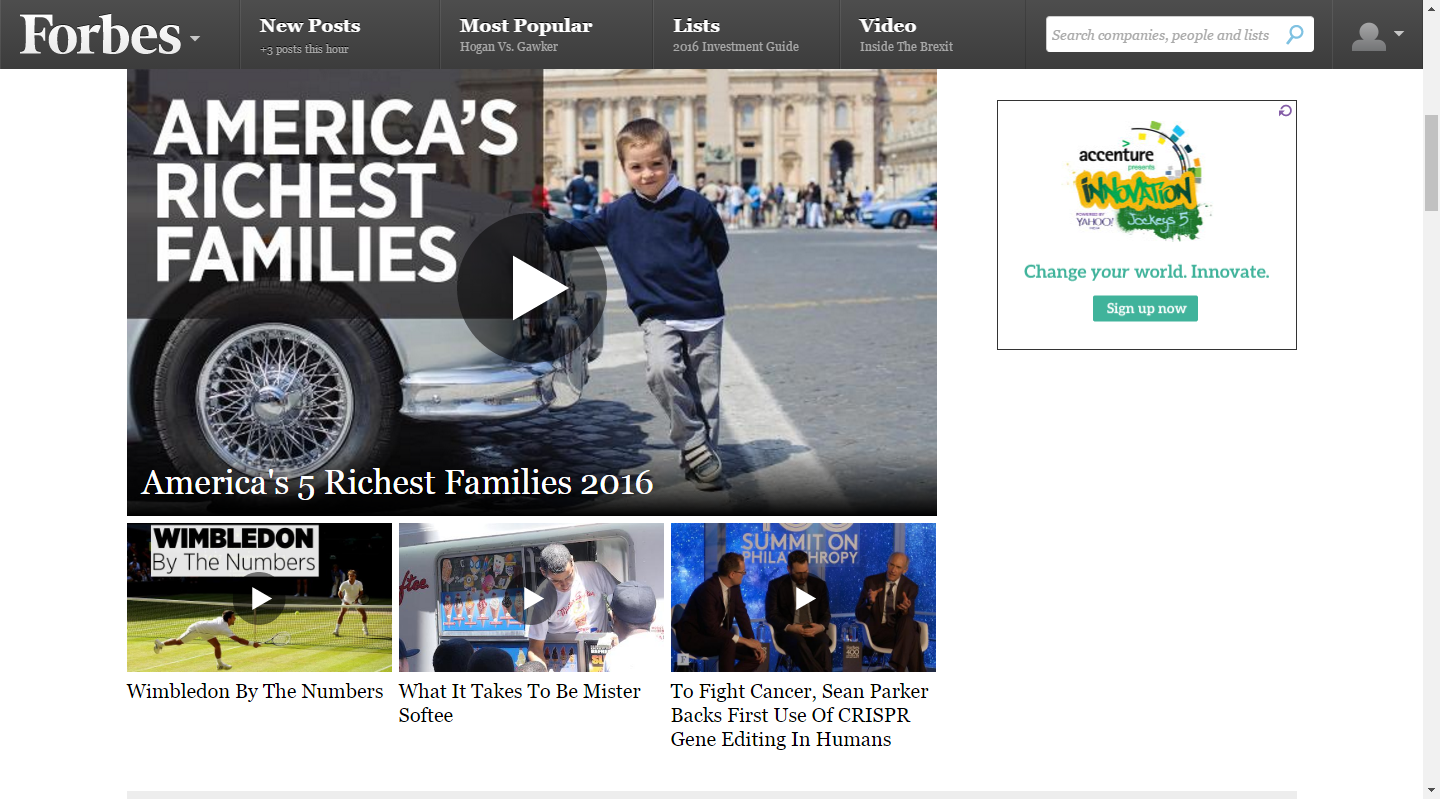 Forbes
New Posts
+3 posts this hour
Most Popular
Hogan Vs. Gawker
Lists
2016 Investment Guide
Video
Inside The Brexit
Search companies, people and lists
AMERICA'S
RICHEST
FAMILIES
America's 5 Richest Families 2016
accenture
presents
INNOVATION
Jockeys 5
POWERED BY
YAHOO!
Change your world. Innovate.
Sign up now
WIMBLEDON
By The Numbers
Wimbledon By The Numbers
What It Takes To Be Mister
Softee
SUMMIT ON
PHILANTHROPY
F
To Fight Cancer, Sean Parker
Backs First Use Of CRISPR
Gene Editing In Humans